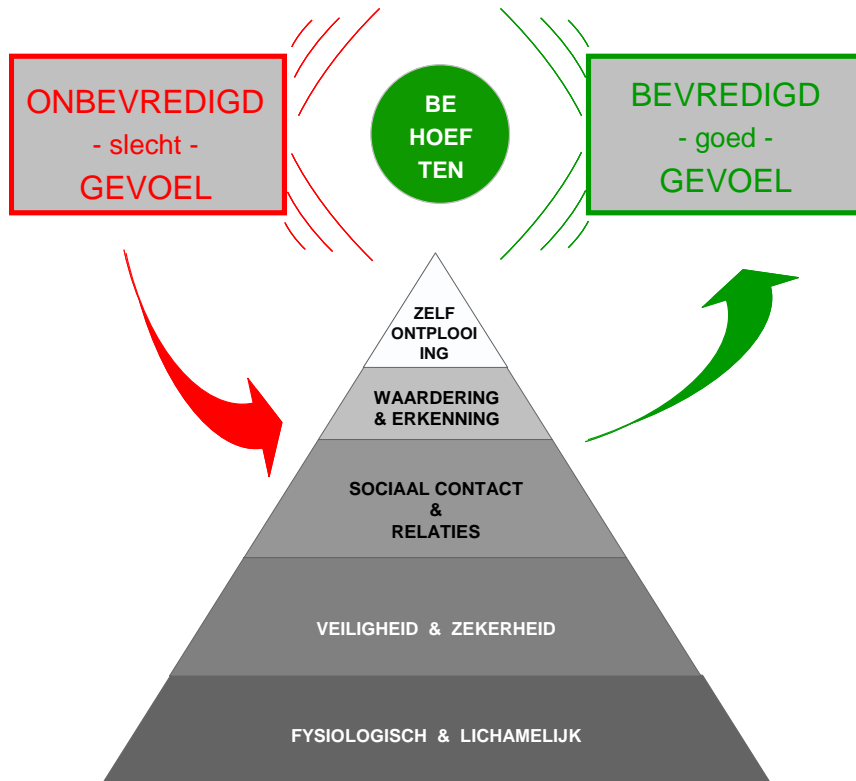 ONBEVREDIGD
- slecht -
GEVOEL
BE
HOEF
TEN
BEVREDIGD
- goed -
GEVOEL
ZELF
ONTPLOOI
ING
WAARDERING
& ERKENNING
SOCIAAL CONTACT
&
RELATIES
VEILIGHEID & ZEKERHEID
FYSIOLOGISCH & LICHAMELIJK